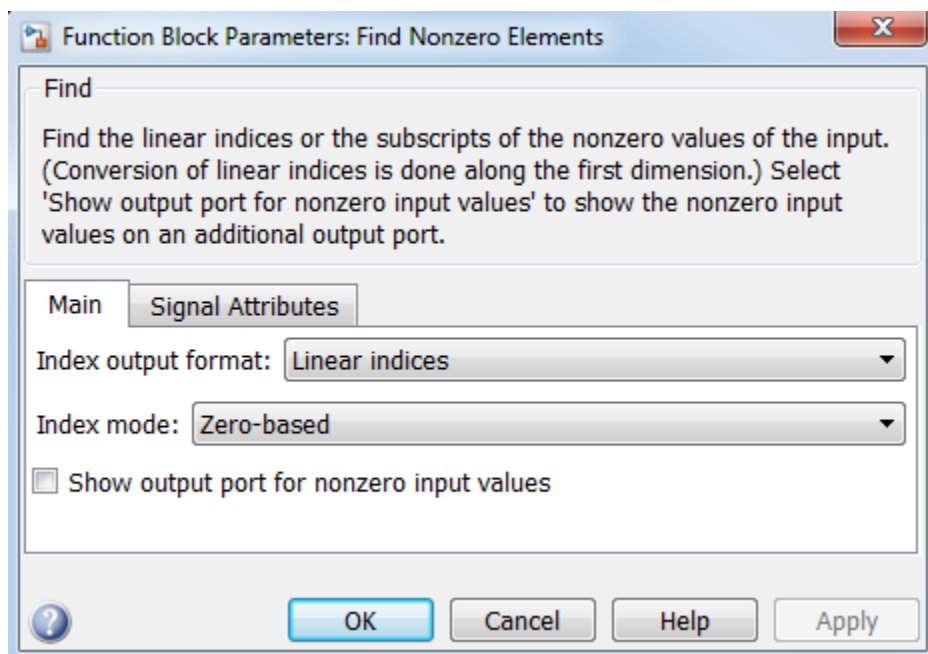 Function Block Parameters: Find Nonzero Elements
Find
Find the linear indices or the subscripts of the nonzero values of the input.
(Conversion of linear indices is done along the first dimension.) Select
'Show output port for nonzero input values' to show the nonzero input
values on an additional output port.
Main Signal Attributes
Index output format: Linear indices
Index mode: Zero-based
Show output port for nonzero input values
OK Cancel Help Apply